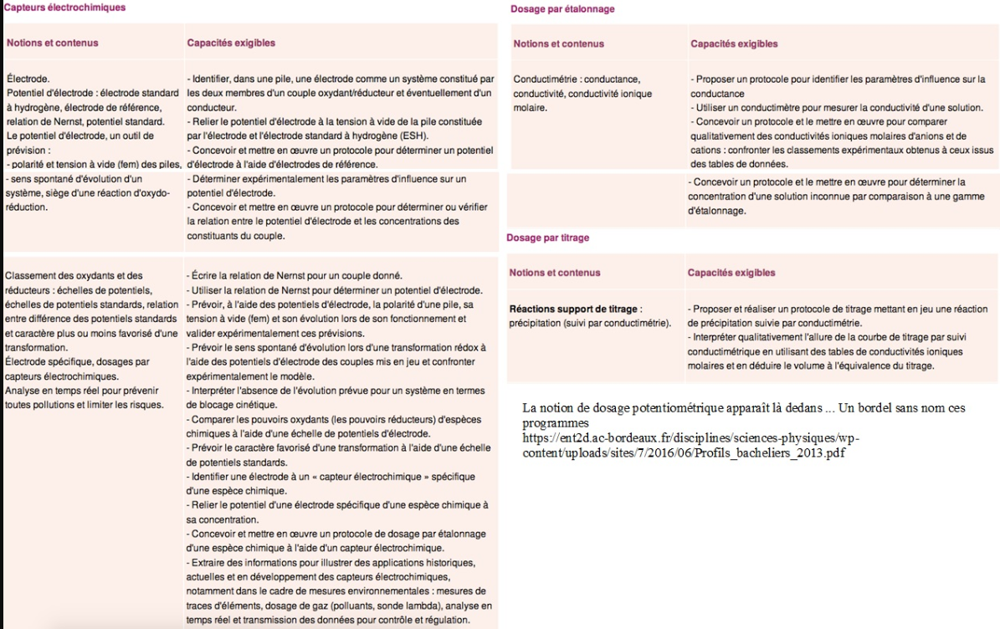 Capteurs électrochimiques
Notions et contenus
Capacités exigibles
Électrode.
Potentiel d'électrode : électrode standard
à hydrogène, électrode de référence,
relation de Nernst, potentiel standard.
Le potentiel d'électrode, un outil de
prévision :
- polarité et tension à vide (fem) des piles,
- sens spontané d'évolution d'un
système, siège d'une réaction d'oxydo-
réduction.
- Identifier, dans une pile, une électrode comme un système constitué par
les deux membres d'un couple oxydant/réducteur et éventuellement d'un
conducteur.
- Relier le potentiel d'électrode à la tension à vide de la pile constituée
par l'électrode et l'électrode standard à hydrogène (ESH).
- Concevoir et mettre en œuvre un protocole pour déterminer un potentiel
d'électrode à l'aide d'électrodes de référence.
- Déterminer expérimentalement les paramètres d'influence sur un
potentiel d'électrode.
- Concevoir et mettre en œuvre un protocole pour déterminer ou vérifier
la relation entre le potentiel d'électrode et les concentrations des
constituants du couple.
Classement des oxydants et des
réducteurs : échelles de potentiels,
échelles de potentiels standards, relation
entre différence des potentiels standards
et caractère plus ou moins favorisé d'une
transformation.
Électrode spécifique, dosages par
capteurs électrochimiques.
Analyse en temps réel pour prévenir
toutes pollutions et limiter les risques.
- Écrire la relation de Nernst pour un couple donné.
- Utiliser la relation de Nernst pour déterminer un potentiel d'électrode.
- Prévoir, à l'aide des potentiels d'électrode, la polarité d'une pile, sa
tension à vide (fem) et son évolution lors de son fonctionnement et
valider expérimentalement ces prévisions.
- Prévoir le sens spontané d'évolution lors d'une transformation rédox à
l'aide des potentiels d'électrode des couples mis en jeu et confronter
expérimentalement le modèle.
- Interpréter l'absence de l'évolution prévue pour un système en termes
de blocage cinétique.
- Comparer les pouvoirs oxydants (les pouvoirs réducteurs) d'espèces
chimiques à l'aide d'une échelle de potentiels d'électrode.
- Prévoir le caractère favorisé d'une transformation à l'aide d'une échelle
de potentiels standards.
- Identifier une électrode à un « capteur électrochimique » spécifique
d'une espèce chimique.
- Relier le potentiel d'une électrode spécifique d'une espèce chimique à
sa concentration.
- Concevoir et mettre en œuvre un protocole de dosage par étalonnage
d'une espèce chimique à l'aide d'un capteur électrochimique.
- Extraire des informations pour illustrer des applications historiques,
actuelles et en développement des capteurs électrochimiques,
notamment dans le cadre de mesures environnementales : mesures de
traces d'éléments, dosage de gaz (polluants, sonde lambda), analyse en
temps réel et transmission des données pour contrôle et régulation.
Dosage par étalonnage
Notions et contenus
Capacités exigibles
Conductimétrie : conductance,
conductivité, conductivité ionique
molaire.
- Proposer un protocole pour identifier les paramètres d'influence sur la
conductance
- Utiliser un conductimètre pour mesurer la conductivité d'une solution.
- Concevoir un protocole et le mettre en œuvre pour comparer
qualitativement des conductivités ioniques molaires d'anions et de
cations : confronter les classements expérimentaux obtenus à ceux issus
des tables de données.
- Concevoir un protocole et le mettre en œuvre pour déterminer la
concentration d'une solution inconnue par comparaison à une gamme
d'étalonnage.
Dosage par titrage
Notions et contenus
Capacités exigibles
Réactions support de titrage :
précipitation (suivi par conductimétrie).
- Proposer et réaliser un protocole de titrage mettant en jeu une réaction
de précipitation suivie par conductimétrie.
- Interpréter qualitativement l'allure de la courbe de titrage par suivi
conductimétrique en utilisant des tables de conductivités ioniques
molaires et en déduire le volume à l'équivalence du titrage.
La notion de dosage potentiométrique apparaît là dedans ... Un bordel sans nom ces
programmes
https://ent2d.ac-bordeaux.fr/disciplines/sciences-physiques/wp-
content/uploads/sites/7/2016/06/Profils_bacheliers_2013.pdf